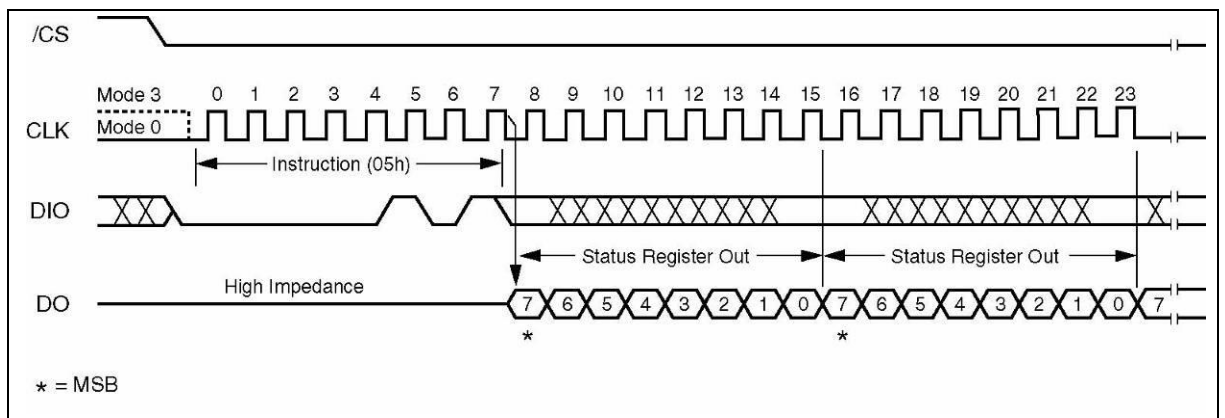 /CS
Mode 3 0 1 2 3 4 5 6 7 8 9 10 11 12 13 14 15 16 17 18 19 20 21 22 23
CLK Mode 0
Instruction (05h)
DIO
Status Register Out Status Register Out
High Impedance
DO 7 6 5 4 3 2 1 0 7 6 5 4 3 2 1 0 7
* *
* = MSB